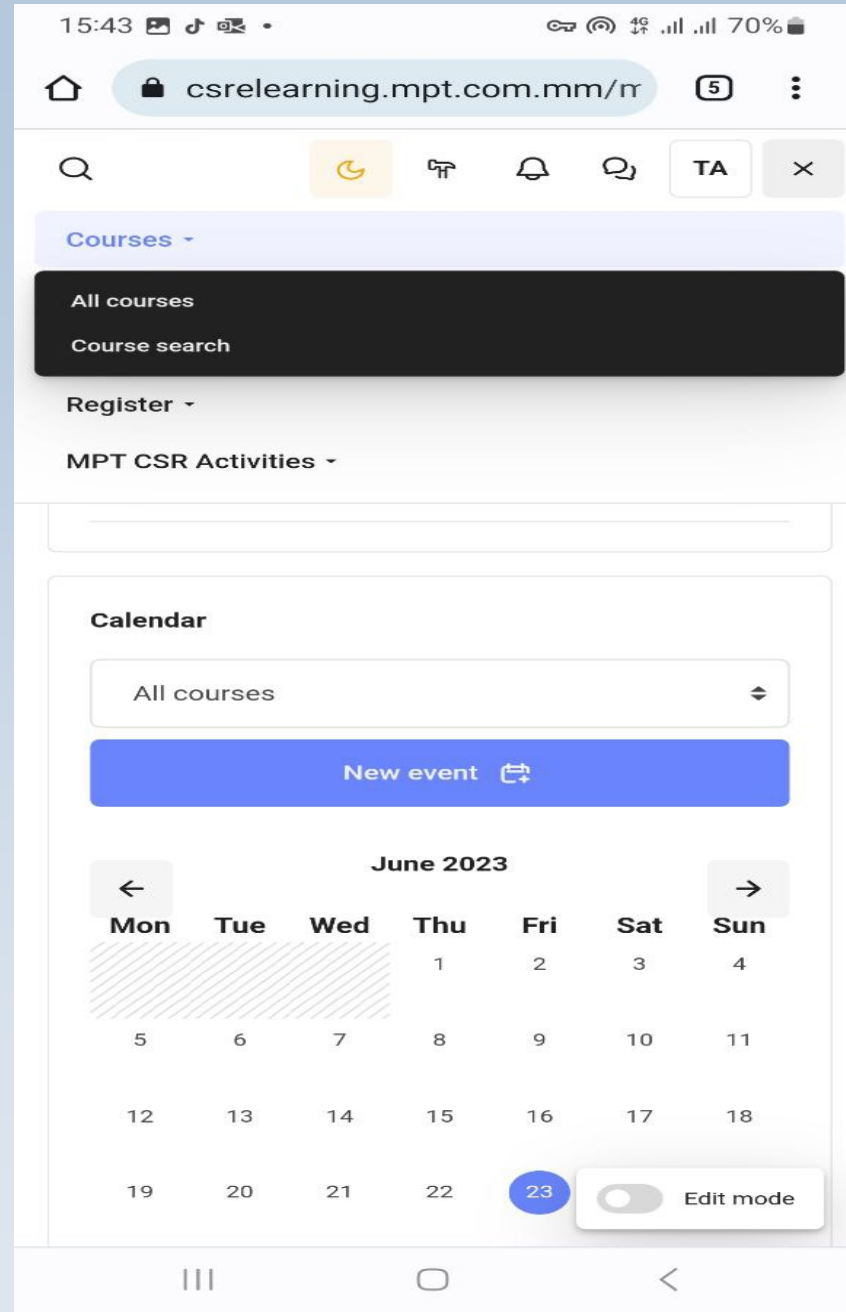 15:43 4G 70%
csrelearning.mpt.com.mm/m 5
TA
Courses
All courses
Course search
Register
MPT CSR Activities
Calendar
All courses
New event
June 2023
Mon Tue Wed Thu Fri Sat Sun
1 2 3 4
5 6 7 8 9 10 11
12 13 14 15 16 17 18
19 20 21 22 23
Edit mode